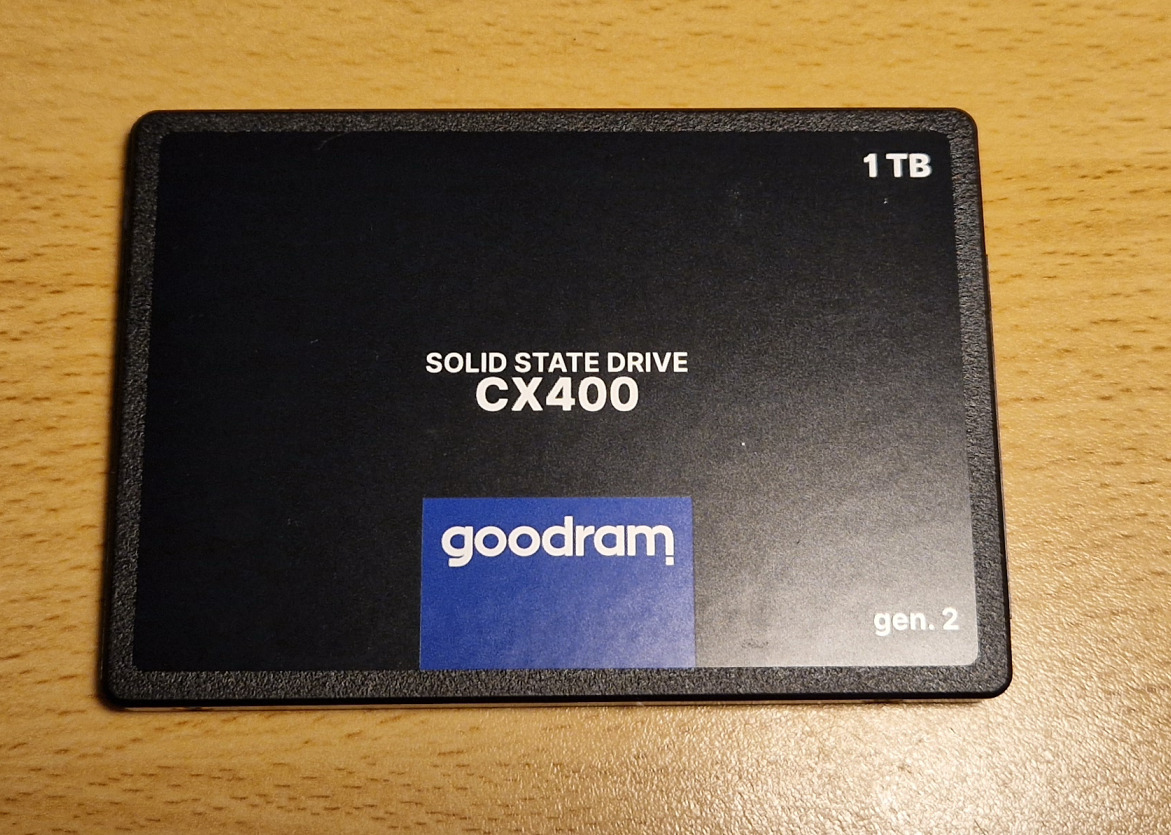 1 TB
SOLID STATE DRIVE
CX400
goodram
gen. 2